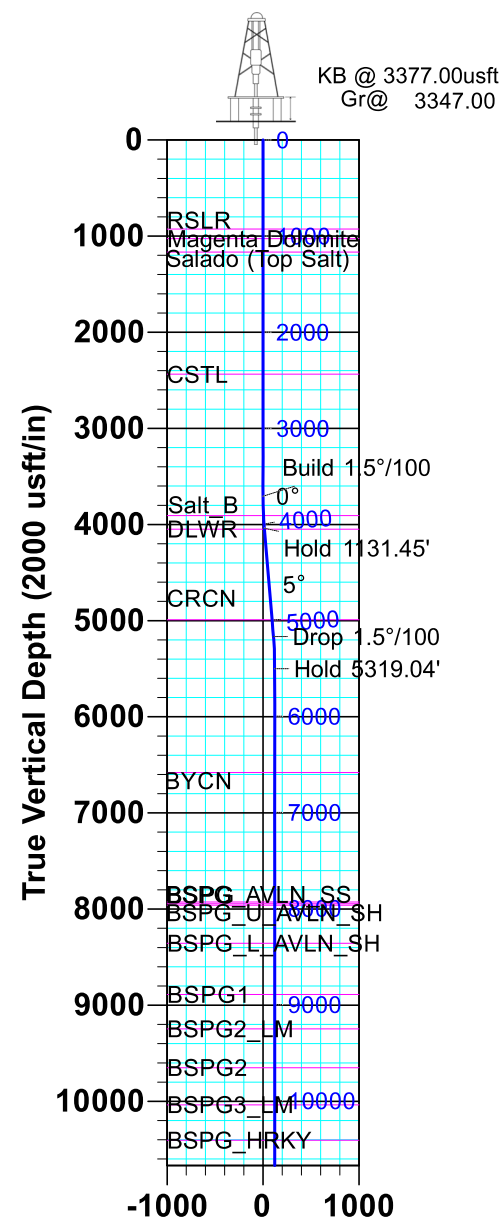 KB @ 3377.00usft
Gr@ 3347.00
0
0
RSLR
1000
1000
Magenta Dolomite
Salado (Top Salt)
2000
2000
CSTL
3000
3000
Build 1.5°/100
0°
Salt_B
4000
4000
DLWR
Hold 1131.45'
5°
CRCN
5000
5000
Drop 1.5°/100
Hold 5319.04'
6000
6000
BYCN
7000
7000
BSPG_AVLN_SS
8000
8000
BSPG_U_AVLN_SH
BSPG_L_AVLN_SH
BSPG1
9000
9000
BSPG2_LM
BSPG2
10000
10000
BSPG3_LM
BSPG_HRKY
-1000 0 1000
True Vertical Depth (2000 usft/in)